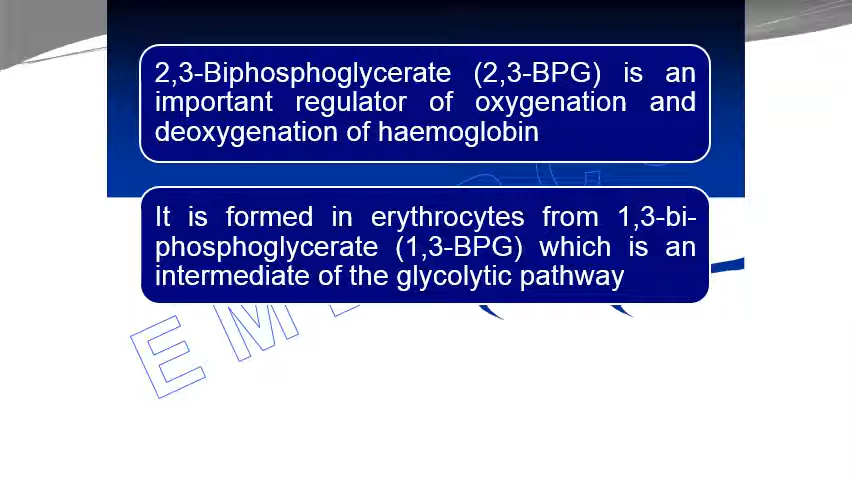 2,3-Biphosphoglycerate (2,3-BPG) is an
important regulator of oxygenation and
deoxygenation of haemoglobin
It is formed in erythrocytes from 1,3-bi-
phosphoglycerate (1,3-BPG) which is an
intermediate of the glycolytic pathway
E M